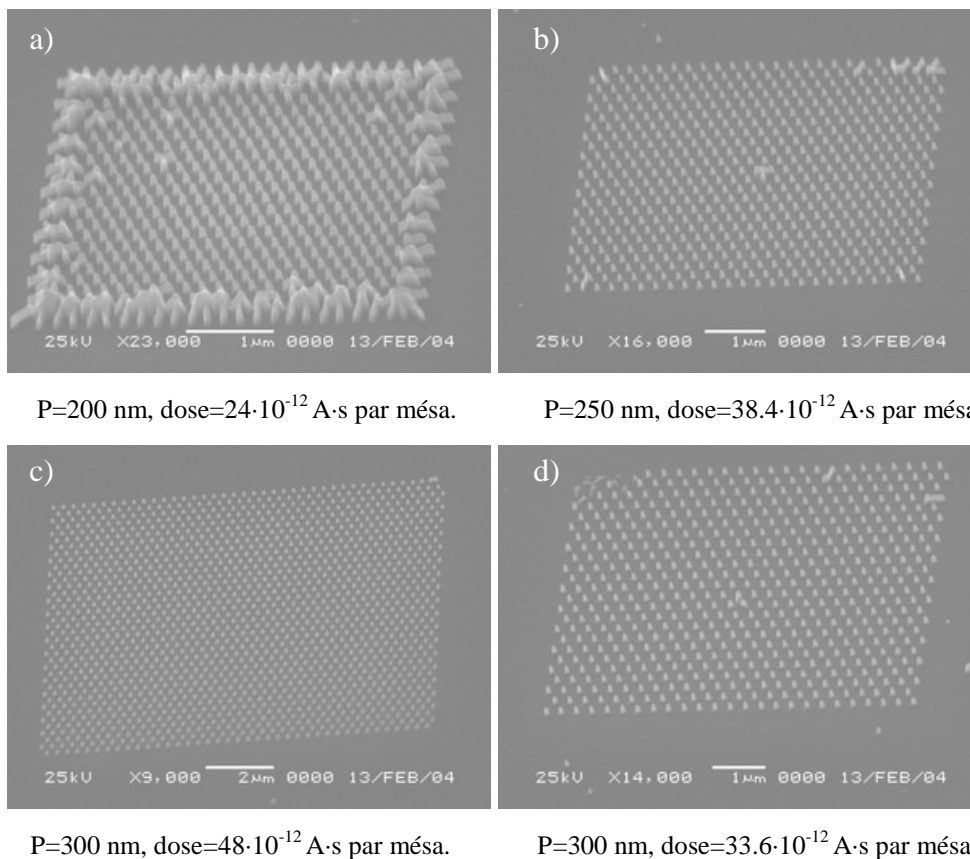 a)
25kU X23,000 1µm 0000 13/FEB/04
b)
25kU X16,000 1µm 0000 13/FEB/04
P=200 nm, dose=24·10⁻¹² A·s par mésa.
P=250 nm, dose=38.4·10⁻¹² A·s par mésa
c)
25kU X9,000 2µm 0000 13/FEB/04
d)
25kU X14,000 1µm 0000 13/FEB/04
P=300 nm, dose=48·10⁻¹² A·s par mésa.
P=300 nm, dose=33.6·10⁻¹² A·s par mésa